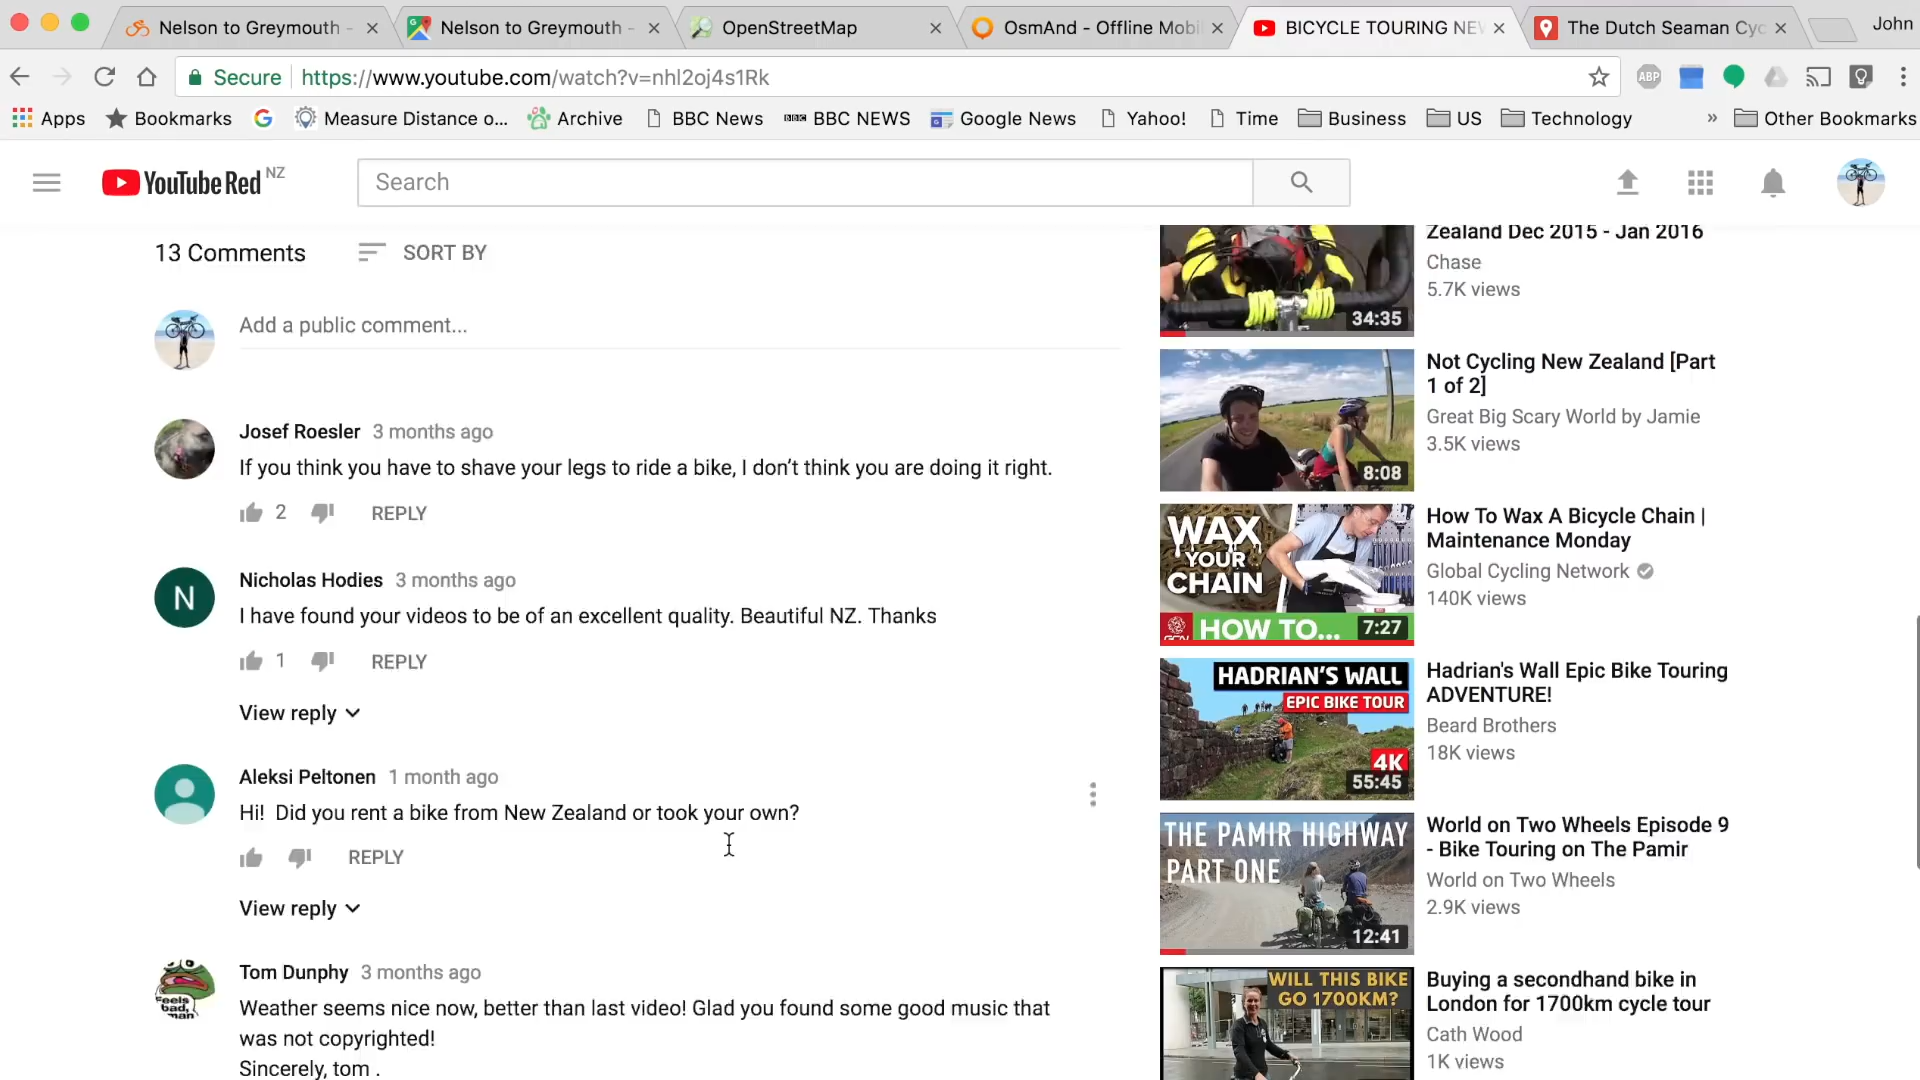 Nelson to Greymouth -
Nelson to Greymouth -
OpenStreetMap
OsmAnd - Offline Mobi
BICYCLE TOURING NEW
The Dutch Seaman Cyc
John
Secure
https://www.youtube.com/watch?v=nhl2oj4s1Rk
ABP
Apps
Bookmarks
Measure Distance o...
Archive
BBC News
BBC NEWS
Google News
Yahoo!
Time
Business
US
Technology
»
Other Bookmarks
YouTube Red NZ
Search
13 Comments
SORT BY
Add a public comment...
Josef Roesler 3 months ago
If you think you have to shave your legs to ride a bike, I don’t think you are doing it right.
2
REPLY
N
Nicholas Hodies 3 months ago
I have found your videos to be of an excellent quality. Beautiful NZ. Thanks
1
REPLY
View reply
Aleksi Peltonen 1 month ago
Hi!  Did you rent a bike from New Zealand or took your own?
REPLY
View reply
Feels
bad,
man
Tom Dunphy 3 months ago
Weather seems nice now, better than last video! Glad you found some good music that
was not copyrighted!
Sincerely, tom .
34:35
Zealand Dec 2015 - Jan 2016
Chase
5.7K views
8:08
Not Cycling New Zealand [Part
1 of 2]
Great Big Scary World by Jamie
3.5K views
WAX
YOUR
CHAIN
GCN
HOW TO...
7:27
How To Wax A Bicycle Chain |
Maintenance Monday
Global Cycling Network
140K views
HADRIAN'S WALL
EPIC BIKE TOUR
4K
55:45
Hadrian's Wall Epic Bike Touring
ADVENTURE!
Beard Brothers
18K views
THE PAMIR HIGHWAY
PART ONE
12:41
World on Two Wheels Episode 9
- Bike Touring on The Pamir
World on Two Wheels
2.9K views
WILL THIS BIKE
GO 1700KM?
Buying a secondhand bike in
London for 1700km cycle tour
Cath Wood
1K views